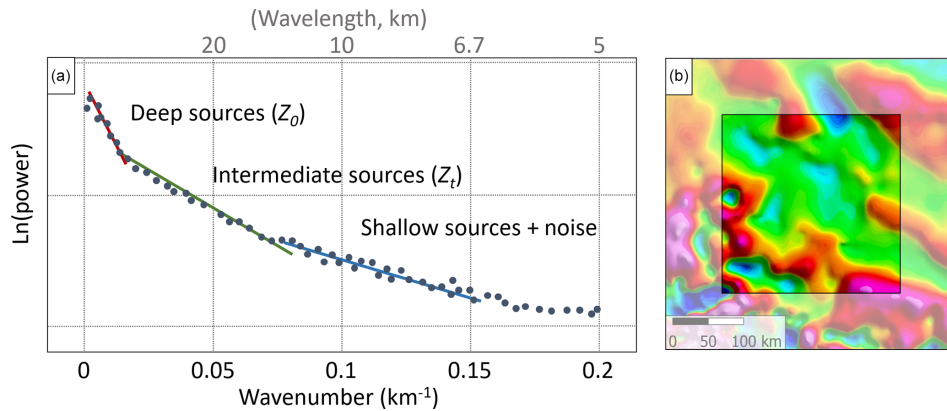 (Wavelength, km)
20 10 6.7 5
(a)
Deep sources (Z0)
Intermediate sources (Zt)
Shallow sources + noise
Ln(power)
0 0.05 0.1 0.15 0.2
Wavenumber (km-1)
(b)
0 50 100 km